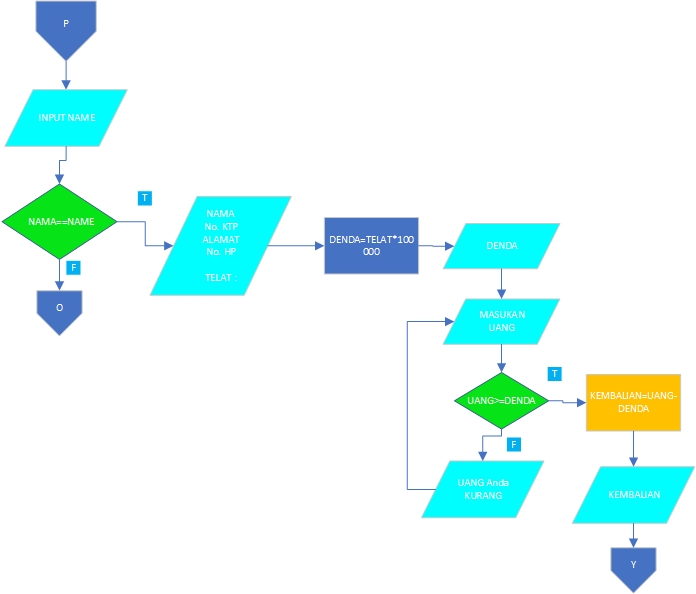 P
INPUT NAME
NAMA==NAME
T
F
O
NAMA
No. KTP
ALAMAT
No. HP
TELAT :
DENDA=TELAT*100
000
DENDA
MASUKAN
UANG
UANG>=DENDA
T
F
UANG Anda
KURANG
KEMBALIAN=UANG-
DENDA
KEMBALIAN
Y